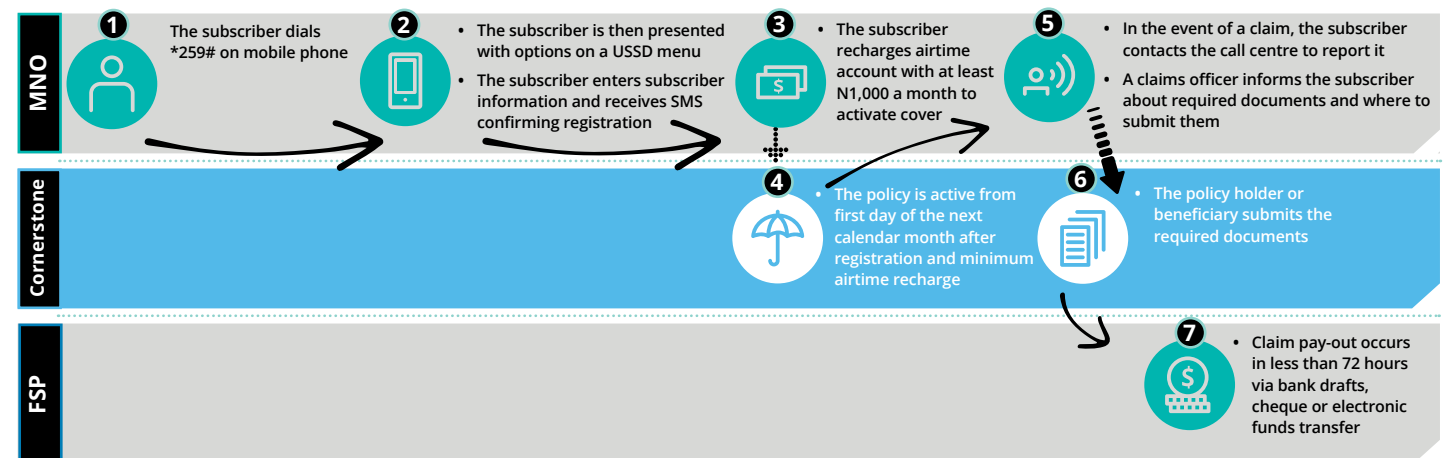 MNO
1
The subscriber dials
*259# on mobile phone
2
• The subscriber is then presented
with options on a USSD menu
• The subscriber enters subscriber
information and receives SMS
confirming registration
3
$
• The subscriber
recharges airtime
account with at least
N1,000 a month to
activate cover
5
• In the event of a claim, the subscriber
contacts the call centre to report it
• A claims officer informs the subscriber
about required documents and where to
submit them
Cornerstone
4
• The policy is active from
first day of the next
calendar month after
registration and minimum
airtime recharge
6
• The policy holder or
beneficiary submits the
required documents
FSP
7
$
• Claim pay-out occurs
in less than 72 hours
via bank drafts,
cheque or electronic
funds transfer